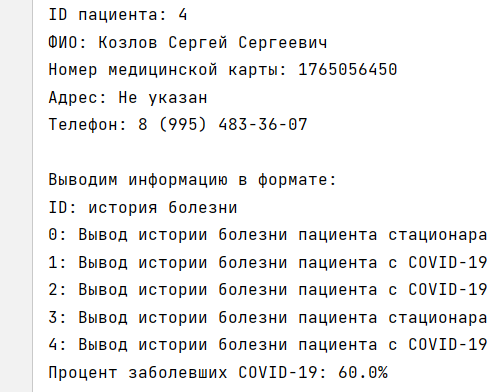 ID пациента: 4
ФИО: Козлов Сергей Сергеевич
Номер медицинской карты: 1765056450
Адрес: Не указан
Телефон: 8 (995) 483-36-07
Выводим информацию в формате:
ID: история болезни
0: Вывод истории болезни пациента стационара
1: Вывод истории болезни пациента с COVID-19
2: Вывод истории болезни пациента с COVID-19
3: Вывод истории болезни пациента стационара
4: Вывод истории болезни пациента с COVID-19
Процент заболевших COVID-19: 60.0%